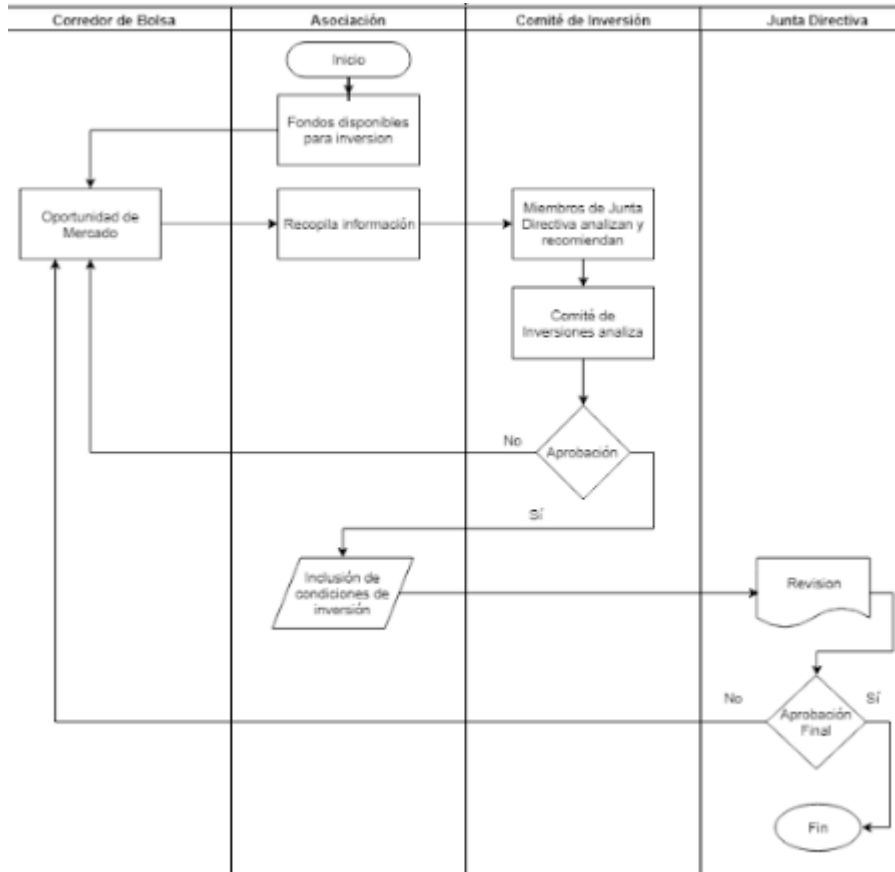 Corredor de Bolsa
Asociación
Comité de Inversión
Junta Directiva
Inicio
Fondos disponibles
para inversion
Oportunidad de
Mercado
Recopila información
Miembros de Junta
Directiva analizan y
recomiendan
Comité de
Inversiones analiza
No
Aprobación
Sí
Inclusión de
condiciones de
inversión
Revision
No
Sí
Aprobación
Final
Fin